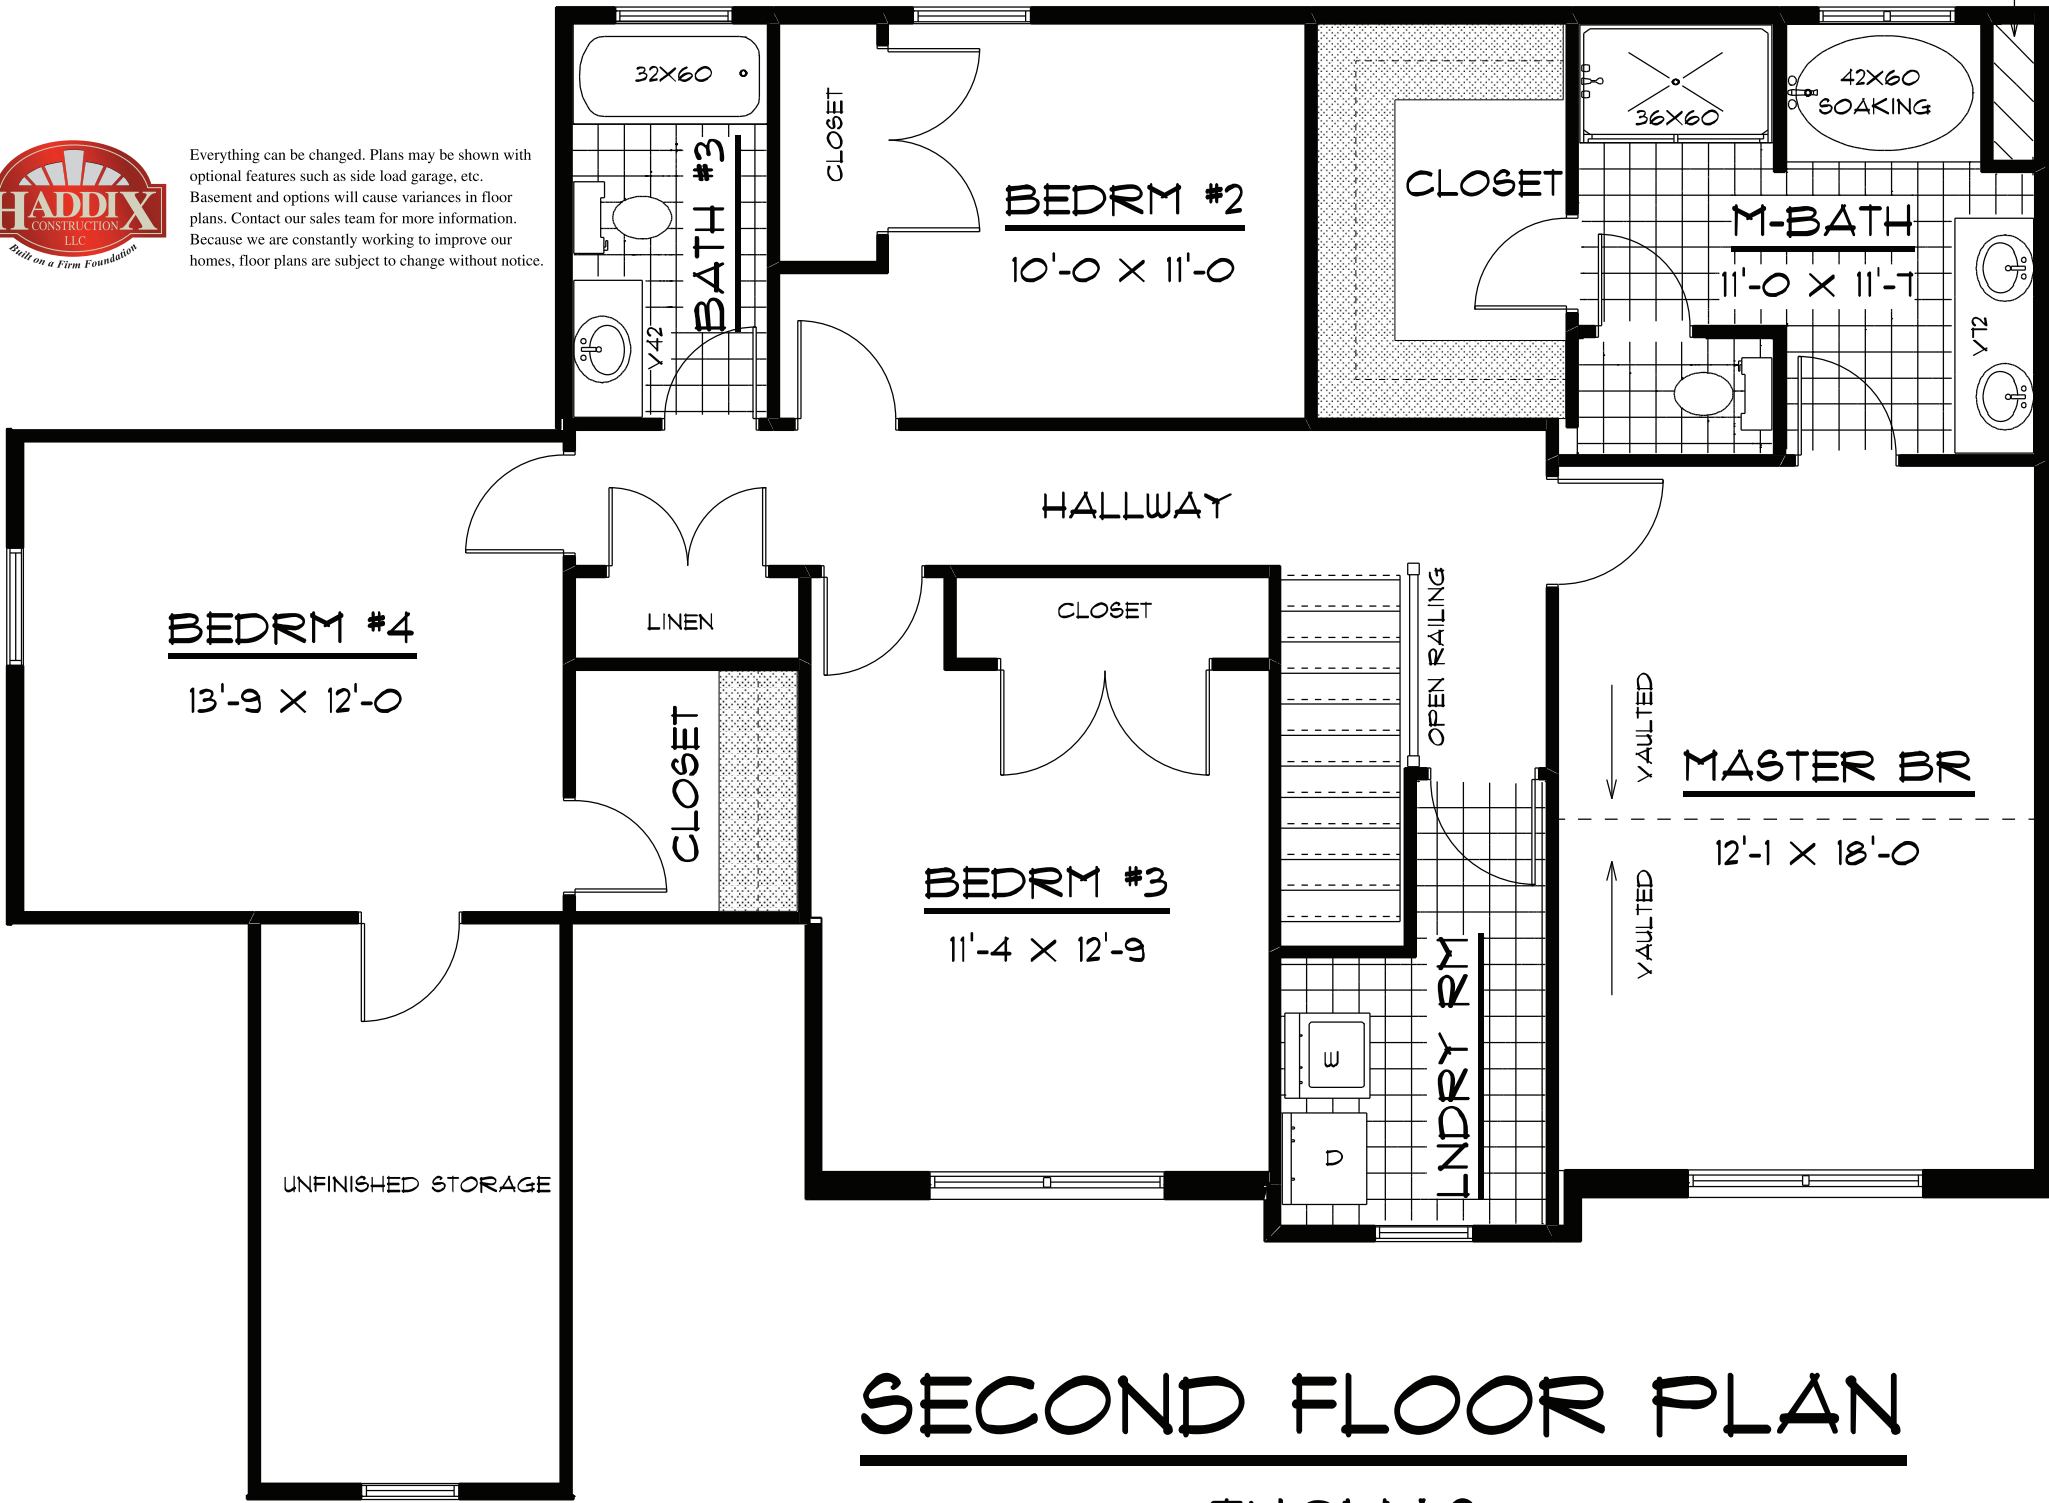 32X60
CLOSET
BATH #3
V42
BEDRM #2
10'-0 X 11'-0
CLOSET
36X60
42X60
SOAKING
M-BATH
11'-0 X 11'-7
V72
HADDIX
CONSTRUCTION
LLC
Built on a Firm Foundation
Everything can be changed. Plans may be shown with
optional features such as side load garage, etc.
Basement and options will cause variances in floor
plans. Contact our sales team for more information.
Because we are constantly working to improve our
homes, floor plans are subject to change without notice.
HALLWAY
BEDRM #4
13'-9 X 12'-0
LINEN
CLOSET
CLOSET
OPEN RAILING
VAULTED
MASTER BR
12'-1 X 18'-0
VAULTED
BEDRM #3
11'-4 X 12'-9
LNDRY RM
W
D
UNFINISHED STORAGE
SECOND FLOOR PLAN